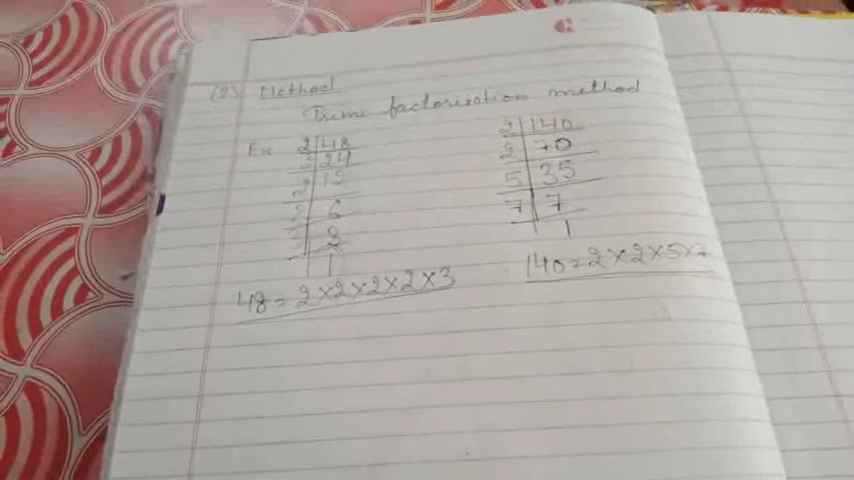 (2) Method
Prime factorization method
Ex 2 | 48
2 | 24
2 | 12
2 | 6
3 | 3
1
48 = 2×2×2×2×3
2 | 140
2 | 70
5 | 35
7 | 7
1
140 = 2×2×5×7